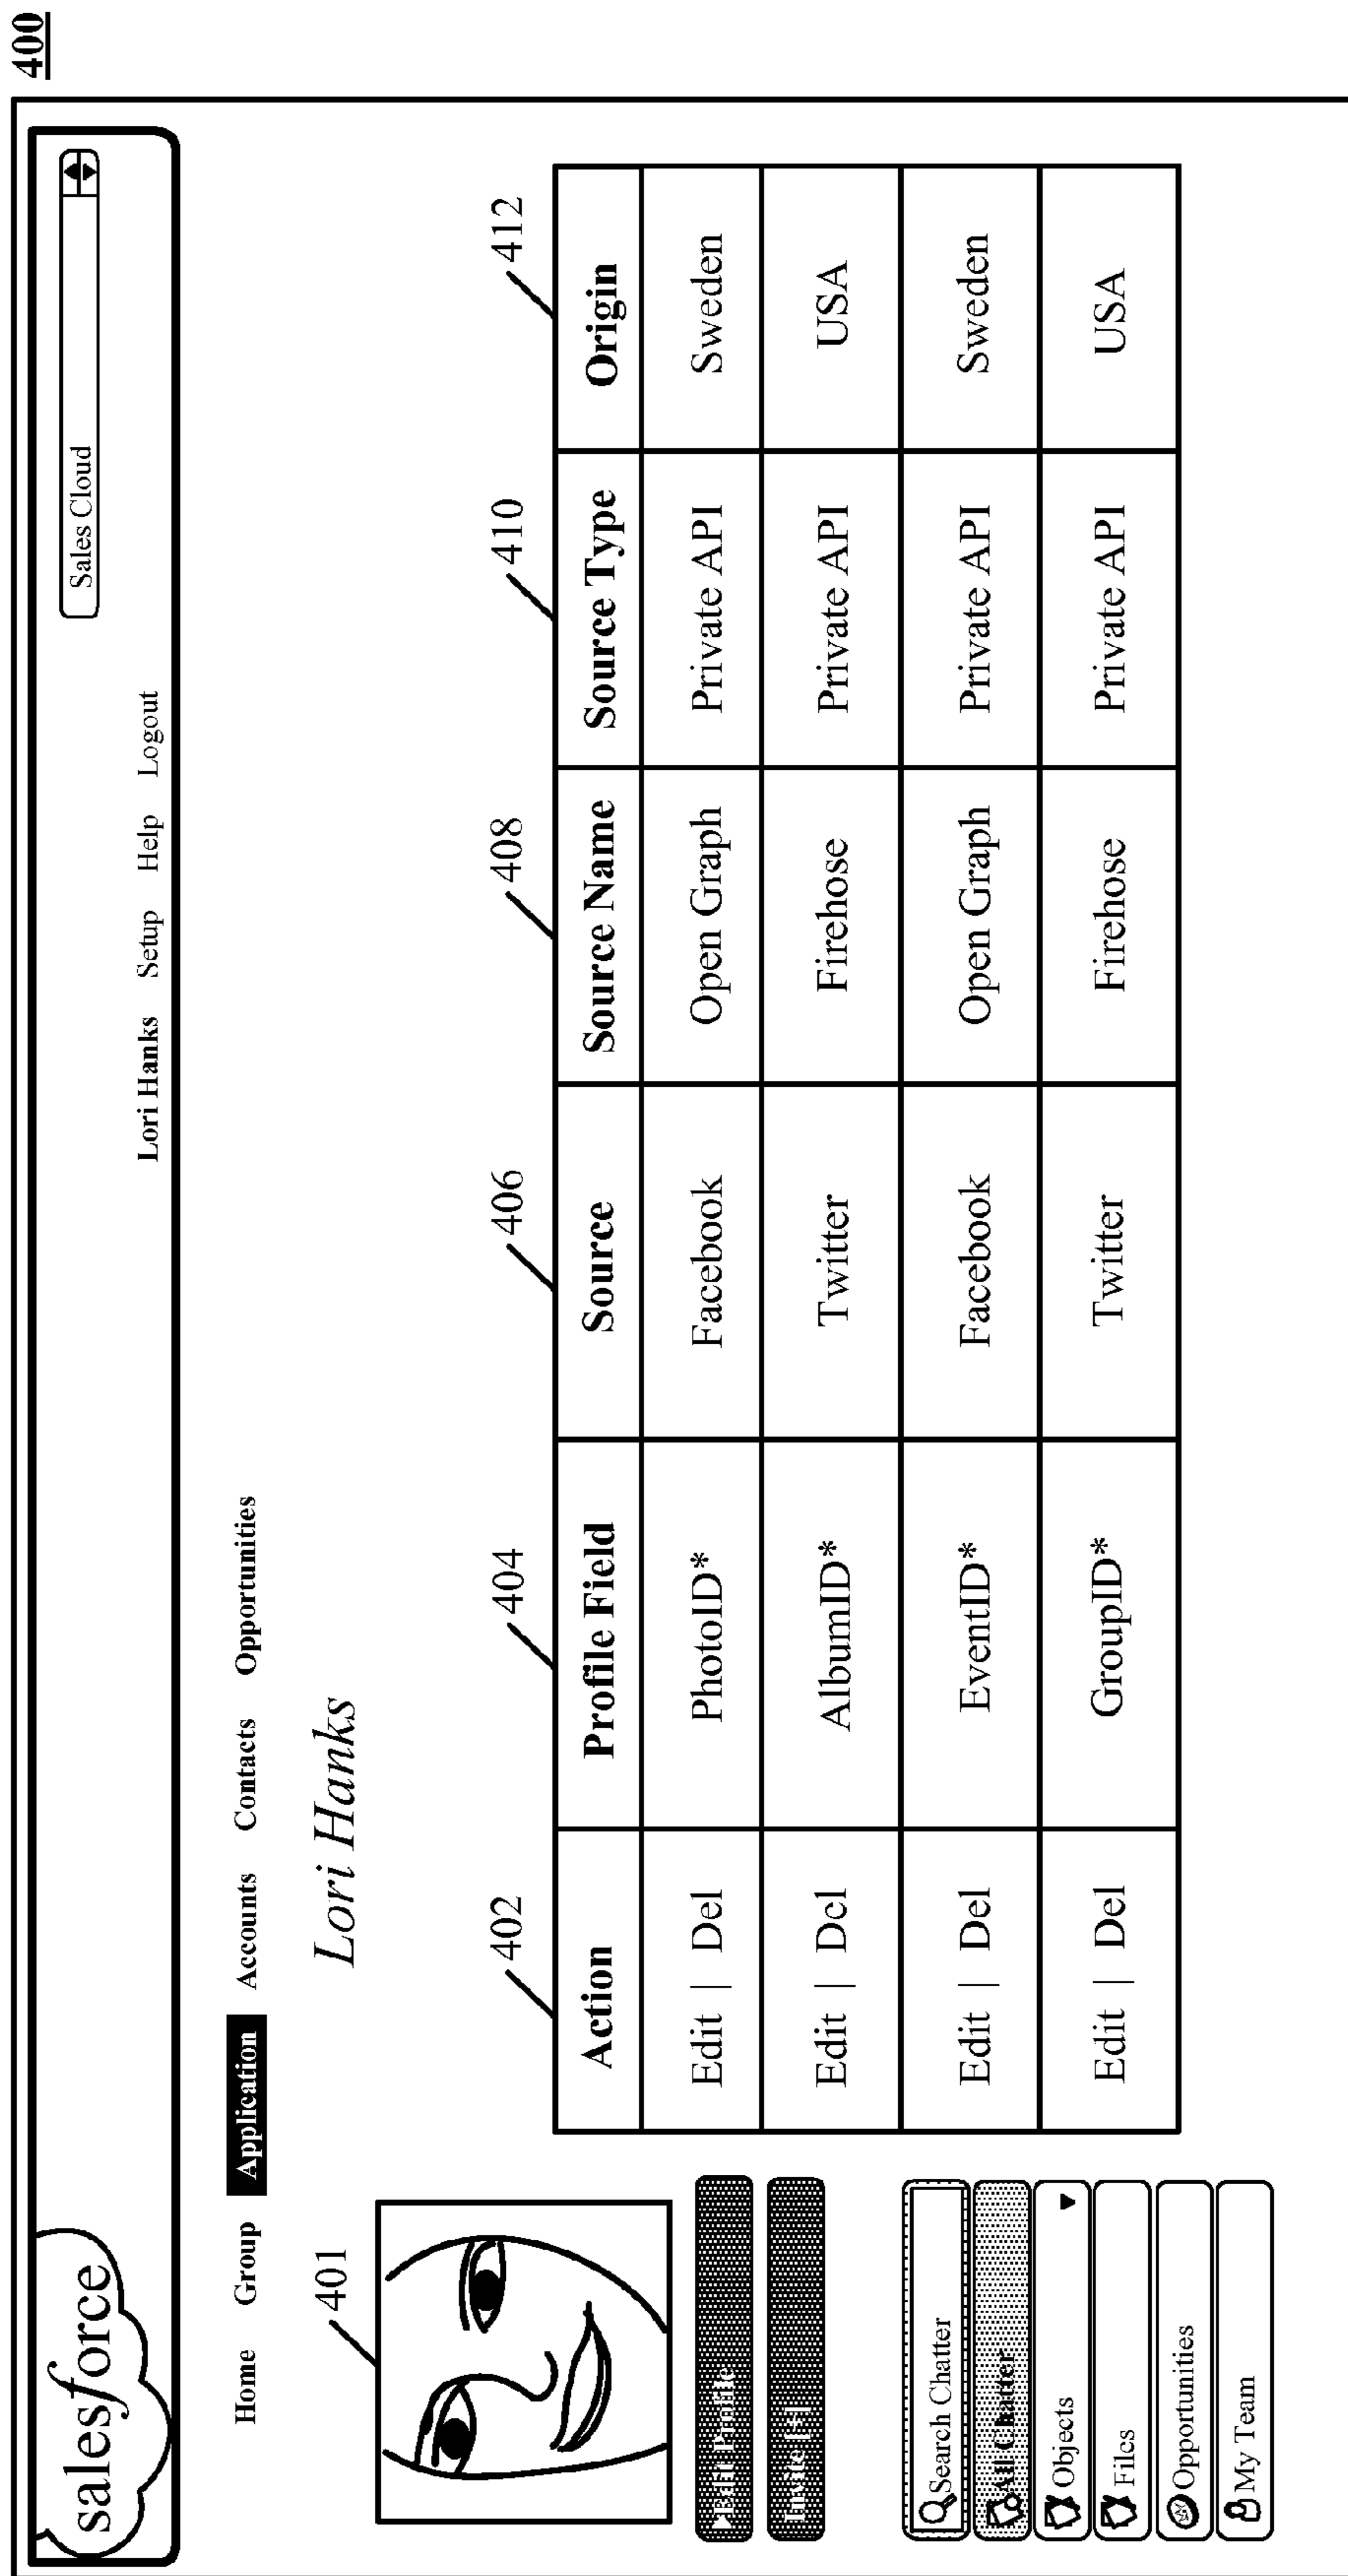 400
salesforce
Sales Cloud
Lori Hanks Setup Help Logout
Home Group Application Accounts Contacts Opportunities
401
Lori Hanks
402 404 406 408 410 412
Action Profile Field Source Source Name Source Type Origin
Edit | Del PhotoID* Facebook Open Graph Private API Sweden
Edit | Del AlbumID* Twitter Firehose Private API USA
Edit | Del EventID* Facebook Open Graph Private API Sweden
Edit | Del GroupID* Twitter Firehose Private API USA
Edit Profile
Search Chatter
All Chatter
Objects
Files
Opportunities
My Team